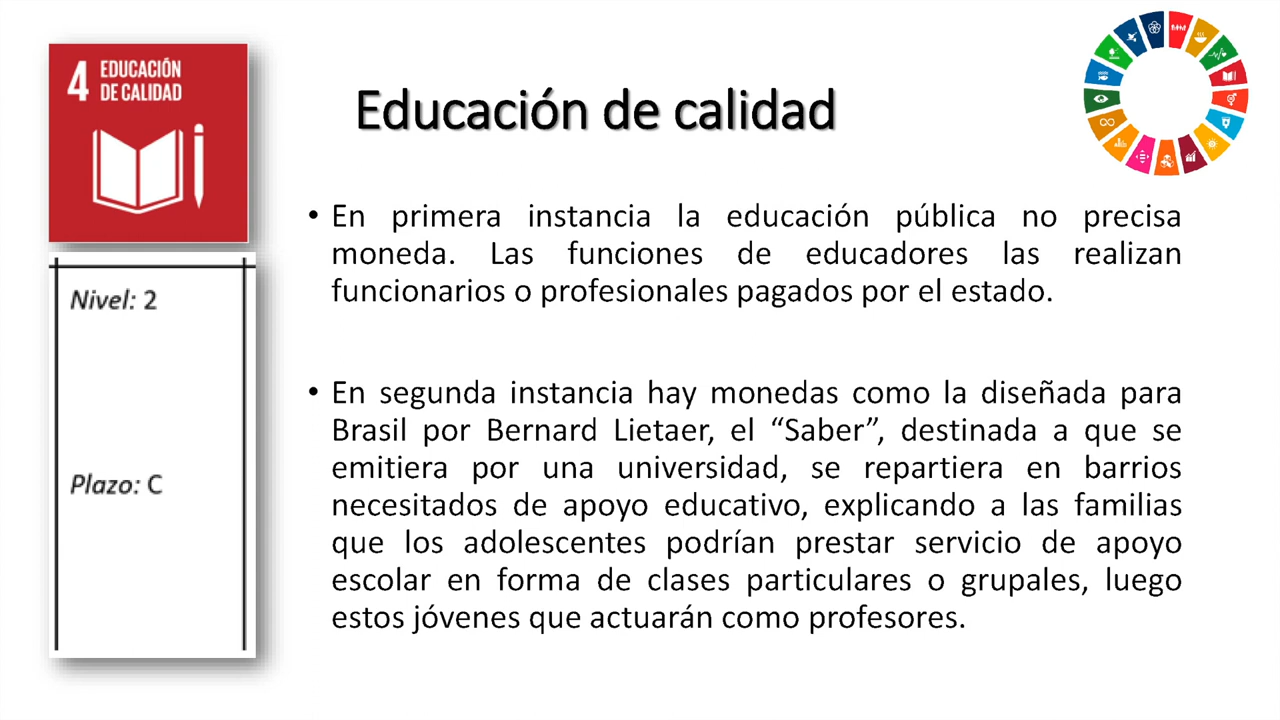 4 EDUCACIÓN
DE CALIDAD
Educación de calidad
Nivel: 2
Plazo: C
• En primera instancia la educación pública no precisa
moneda. Las funciones de educadores las realizan
funcionarios o profesionales pagados por el estado.
• En segunda instancia hay monedas como la diseñada para
Brasil por Bernard Lietaer, el “Saber”, destinada a que se
emitiera por una universidad, se repartiera en barrios
necesitados de apoyo educativo, explicando a las familias
que los adolescentes podrían prestar servicio de apoyo
escolar en forma de clases particulares o grupales, luego
estos jóvenes que actuarán como profesores.